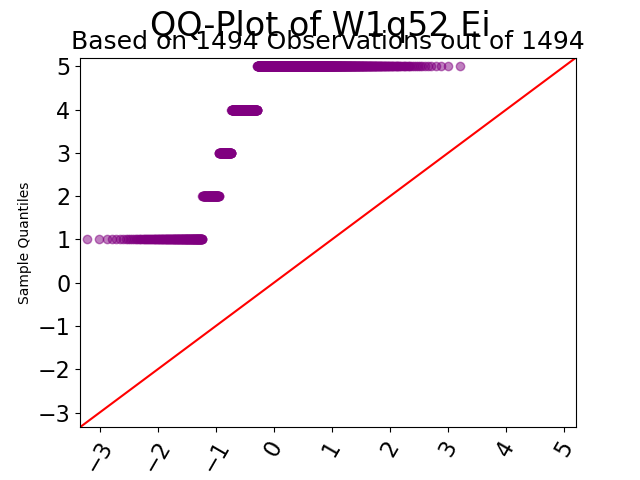 QQ-Plot of W1q52 Ei
Based on 1494 Observations out of 1494
5
4
3
2
1
0
−1
−2
−3
Sample Quantiles
−3 −2 −1 0 1 2 3 4 5